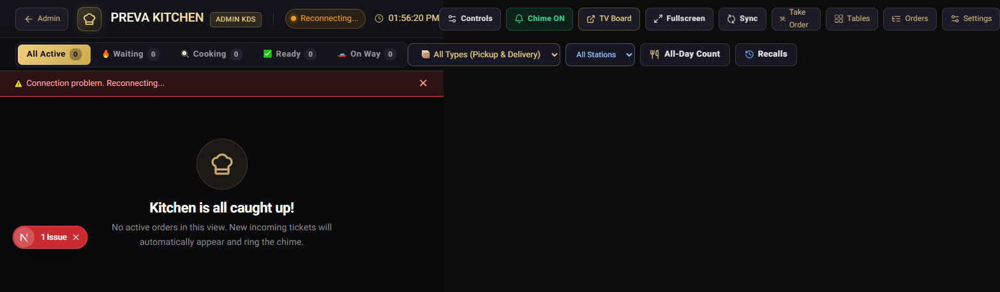 Admin PREVA KITCHEN ADMIN KDS Reconnecting... 01:56:20 PM Controls Chime ON TV Board Fullscreen Sync Take Order Tables Orders Settings
All Active 0 Waiting 0 Cooking 0 Ready 0 On Way 0 All Types (Pickup & Delivery) All Stations All-Day Count Recalls
Connection problem. Reconnecting...
Kitchen is all caught up!
No active orders in this view. New incoming tickets will
automatically appear and ring the chime.
N 1 Issue